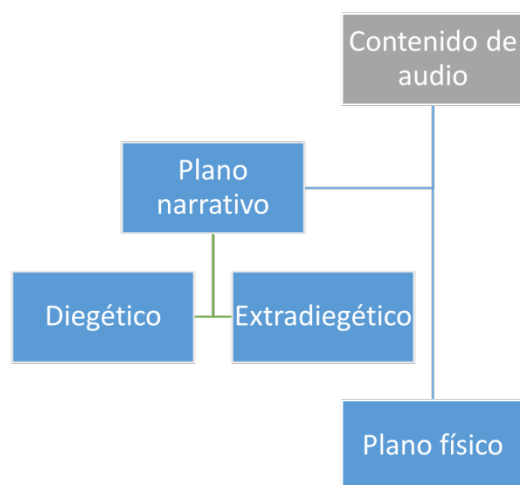 Contenido de
audio
Plano
narrativo
Diegético
Extradiegético
Plano físico